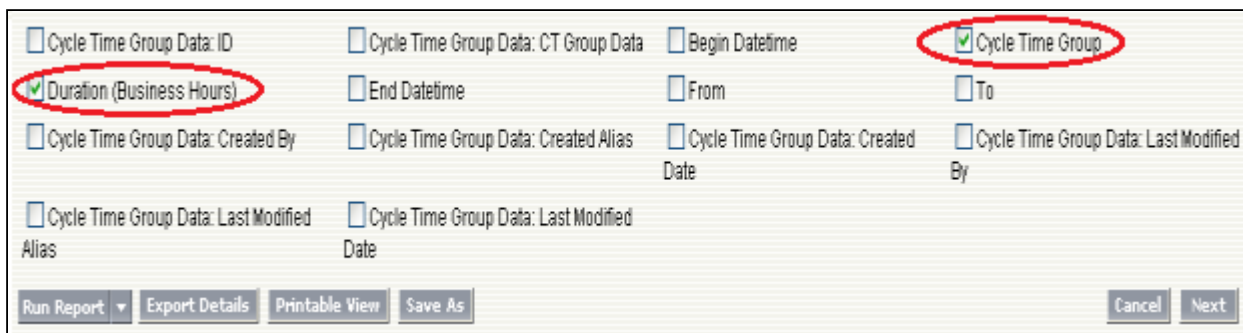 Cycle Time Group Data: ID
Cycle Time Group Data: CT Group Data
Begin Datetime
Cycle Time Group
Duration (Business Hours)
End Datetime
From
To
Cycle Time Group Data: Created By
Cycle Time Group Data: Created Alias
Cycle Time Group Data: Created
Date
Cycle Time Group Data: Last Modified
By
Cycle Time Group Data: Last Modified
Alias
Cycle Time Group Data: Last Modified
Date
Run Report
Export Details
Printable View
Save As
Cancel
Next